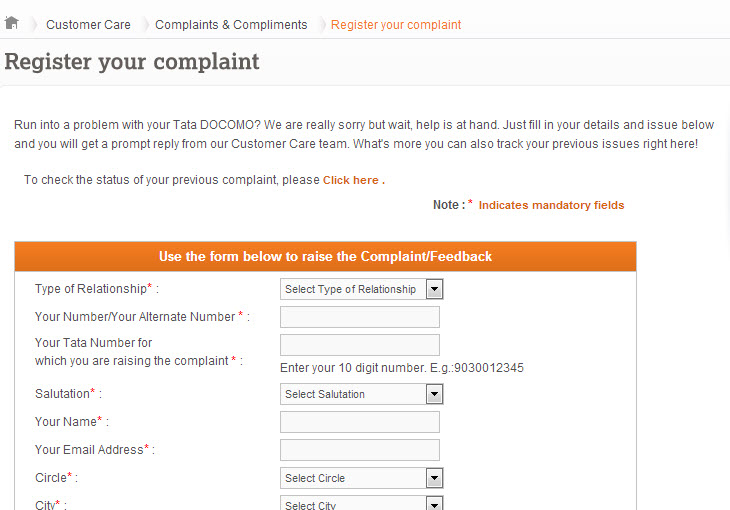 Customer Care Complaints & Compliments Register your complaint
Register your complaint
Run into a problem with your Tata DOCOMO? We are really sorry but wait, help is at hand. Just fill in your details and issue below
and you will get a prompt reply from our Customer Care team. What's more you can also track your previous issues right here!
To check the status of your previous complaint, please Click here .
Note : * Indicates mandatory fields
Use the form below to raise the Complaint/Feedback
Type of Relationship* : Select Type of Relationship
Your Number/Your Alternate Number * :
Your Tata Number for
which you are raising the complaint * :
Enter your 10 digit number. E.g.:9030012345
Salutation* : Select Salutation
Your Name* :
Your Email Address* :
Circle* : Select Circle
City* : Select City